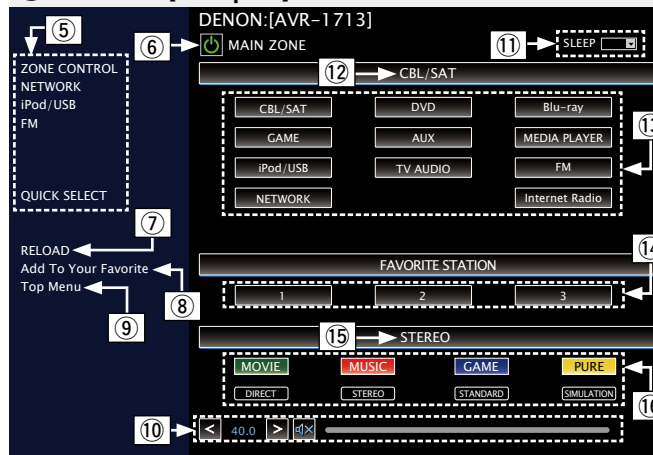 DENON:[AVR-1713]
⑤
⑥ MAIN ZONE
⑪ SLEEP
ZONE CONTROL
NETWORK
iPod/USB
FM
QUICK SELECT
⑫ CBL/SAT
CBL/SAT DVD Blu-ray
GAME AUX MEDIA PLAYER
iPod/USB TV AUDIO FM
NETWORK Internet Radio
⑬
⑦
RELOAD
Add To Your Favorite
Top Menu
⑧
⑨
FAVORITE STATION
⑭
1 2 3
⑮ STEREO
MOVIE MUSIC GAME PURE
DIRECT STEREO STANDARD SIMULATION
⑯
⑩ < 40.0 >